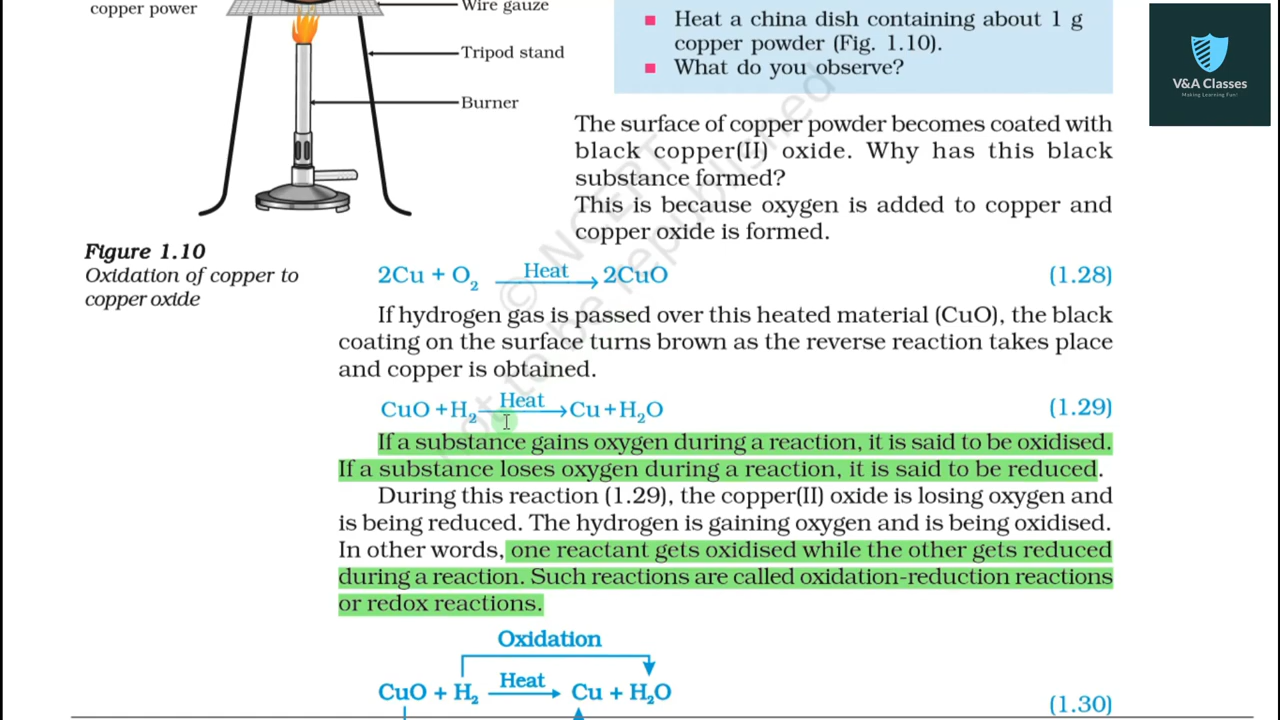 copper power
Wire gauze
Tripod stand
Burner
Figure 1.10
Oxidation of copper to
copper oxide
■ Heat a china dish containing about 1 g
copper powder (Fig. 1.10).
■ What do you observe?
V&A Classes
Making Learning Fun!
The surface of copper powder becomes coated with
black copper(II) oxide. Why has this black
substance formed?
This is because oxygen is added to copper and
copper oxide is formed.
2Cu + O₂ Heat → 2CuO (1.28)
If hydrogen gas is passed over this heated material (CuO), the black
coating on the surface turns brown as the reverse reaction takes place
and copper is obtained.
CuO +H₂ Heat → Cu+H₂O (1.29)
If a substance gains oxygen during a reaction, it is said to be oxidised.
If a substance loses oxygen during a reaction, it is said to be reduced.
During this reaction (1.29), the copper(II) oxide is losing oxygen and
is being reduced. The hydrogen is gaining oxygen and is being oxidised.
In other words, one reactant gets oxidised while the other gets reduced
during a reaction. Such reactions are called oxidation-reduction reactions
or redox reactions.
Oxidation
CuO + H₂ Heat → Cu + H₂O (1.30)
© NCERT
not to be republished